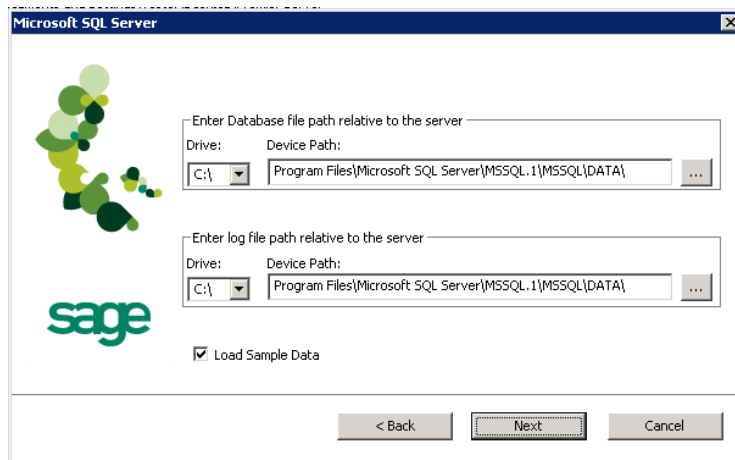 Microsoft SQL Server
Enter Database file path relative to the server
Drive: Device Path:
C:\ Program Files\Microsoft SQL Server\MSSQL.1\MSSQL\DATA\ ...
Enter log file path relative to the server
Drive: Device Path:
C:\ Program Files\Microsoft SQL Server\MSSQL.1\MSSQL\DATA\ ...
sage
Load Sample Data
< Back Next Cancel